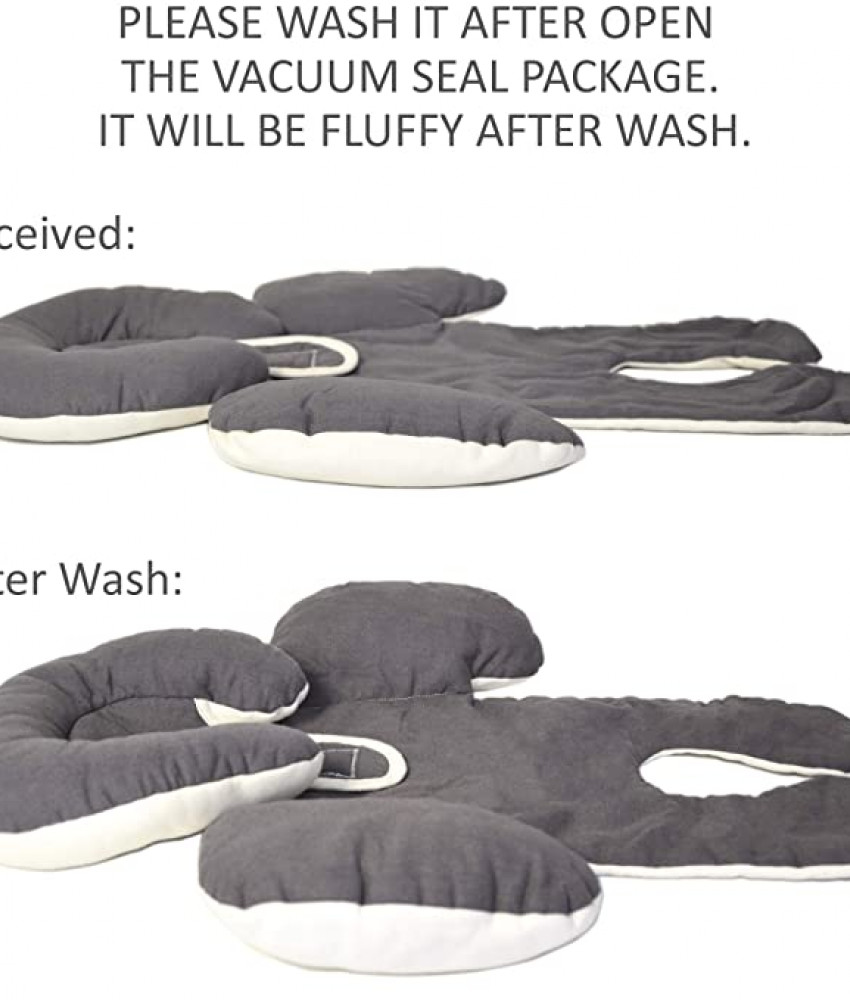 PLEASE WASH IT AFTER OPEN
THE VACUUM SEAL PACKAGE.
IT WILL BE FLUFFY AFTER WASH.
ceived:
ter Wash: